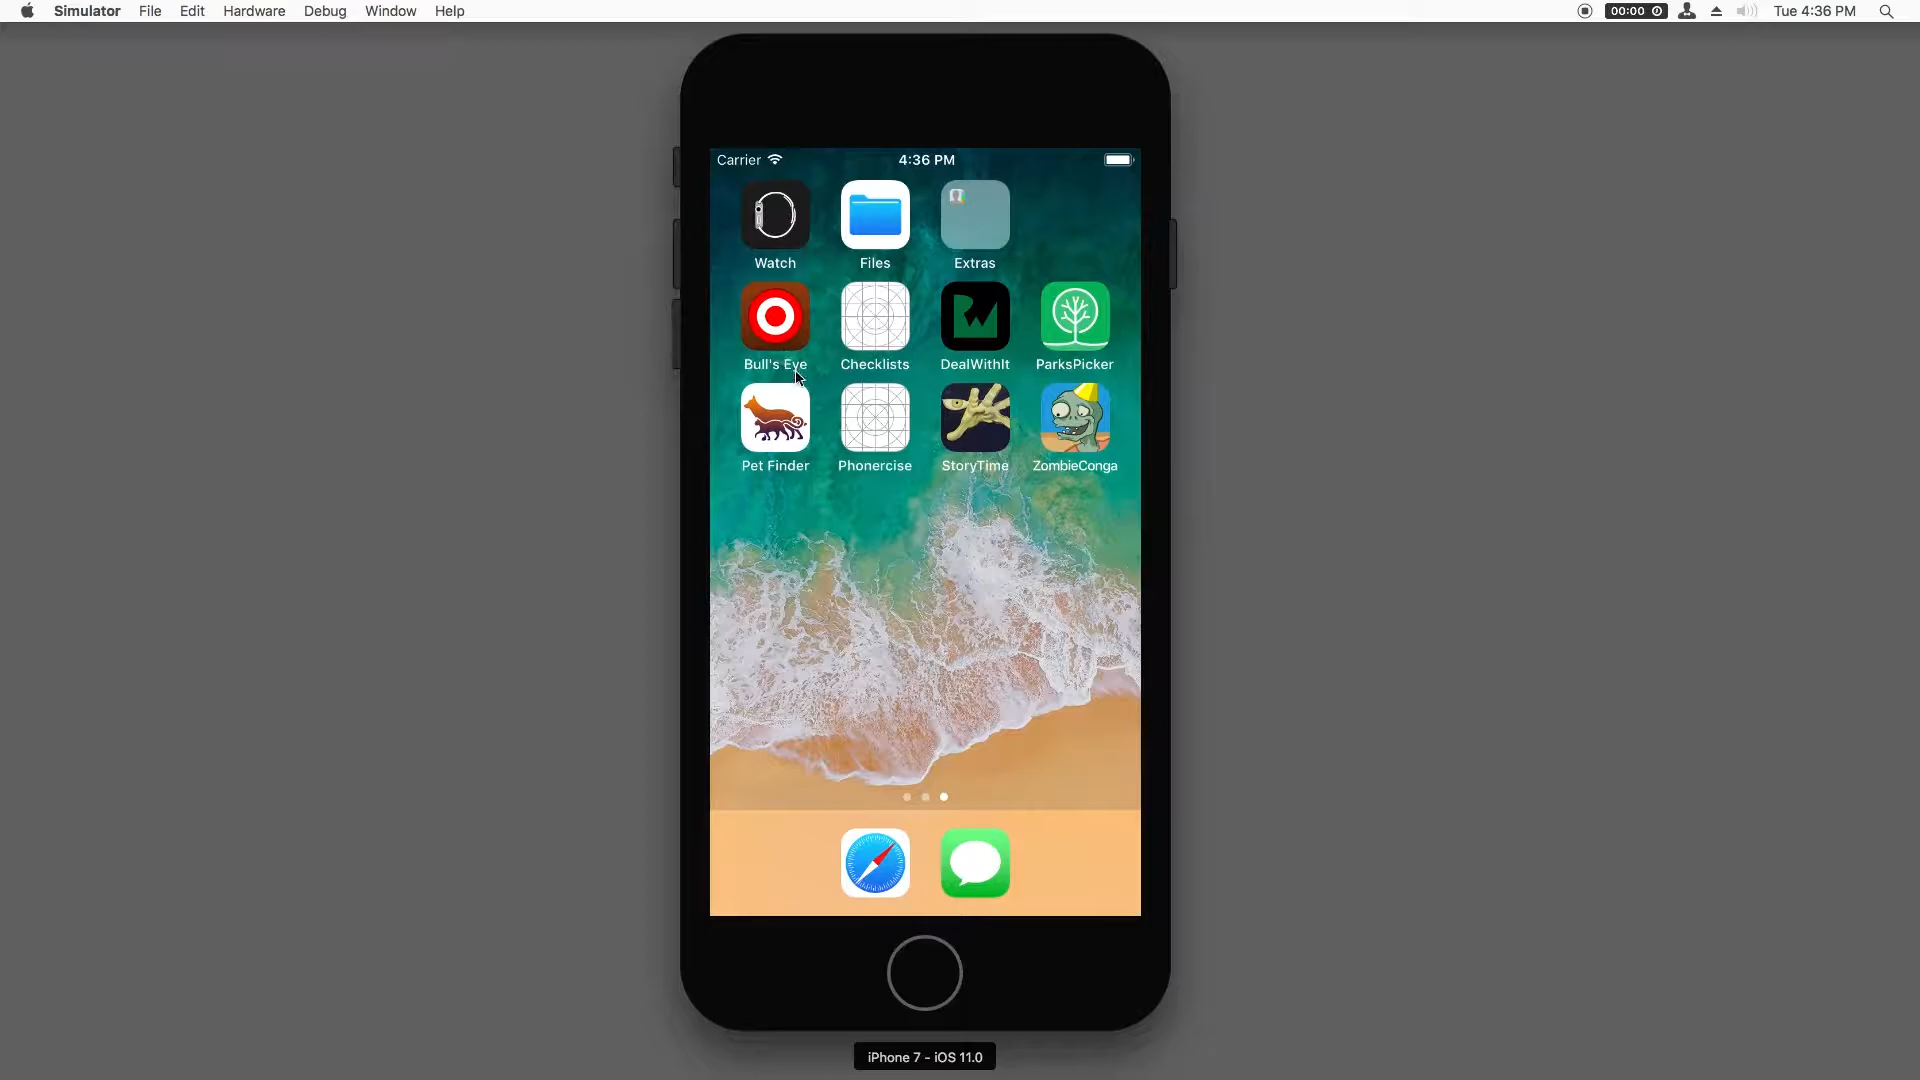 Simulator File Edit Hardware Debug Window Help 00:00 Tue 4:36 PM
Carrier 4:36 PM
Watch Files Extras
Bull's Eye Checklists DealWithIt ParksPicker
Pet Finder Phonercise StoryTime ZombieConga
iPhone 7 - iOS 11.0